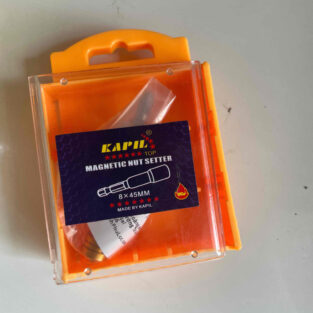 KAPIL
TOP
MAGNETIC NUT SETTER
8×45MM
MADE BY KAPIL